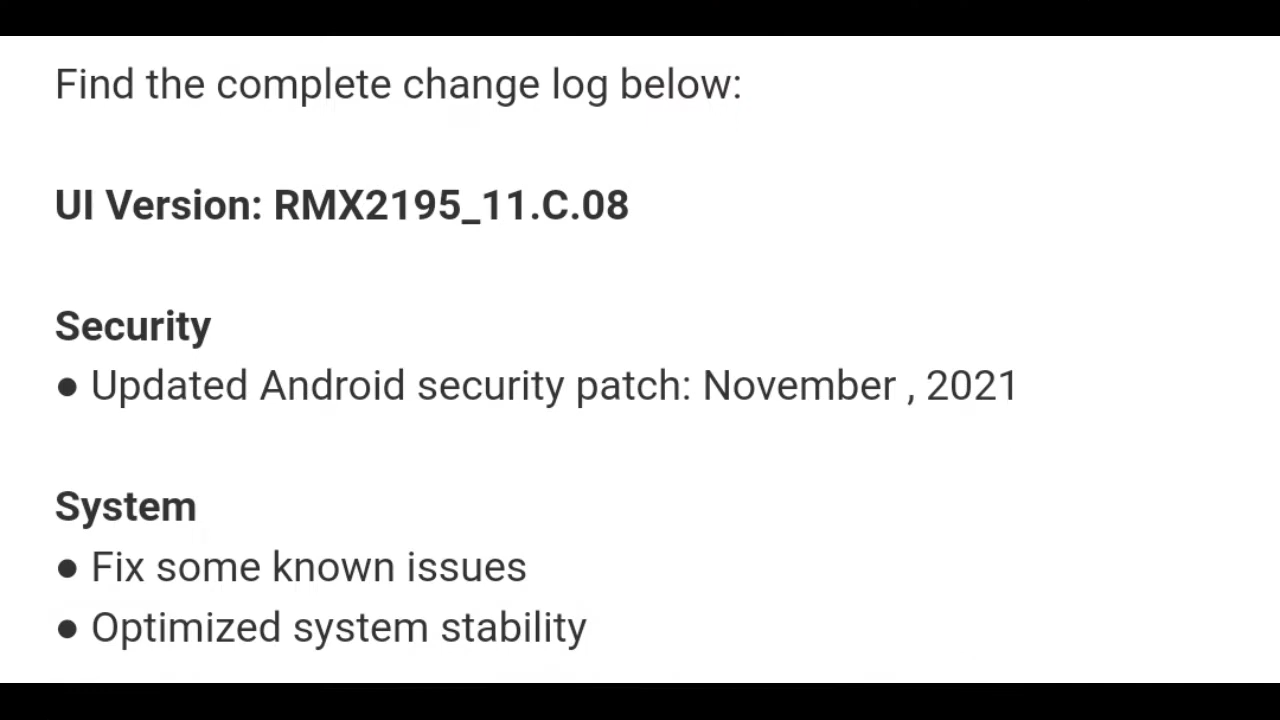 Find the complete change log below:
UI Version: RMX2195_11.C.08
Security
● Updated Android security patch: November , 2021
System
● Fix some known issues
● Optimized system stability